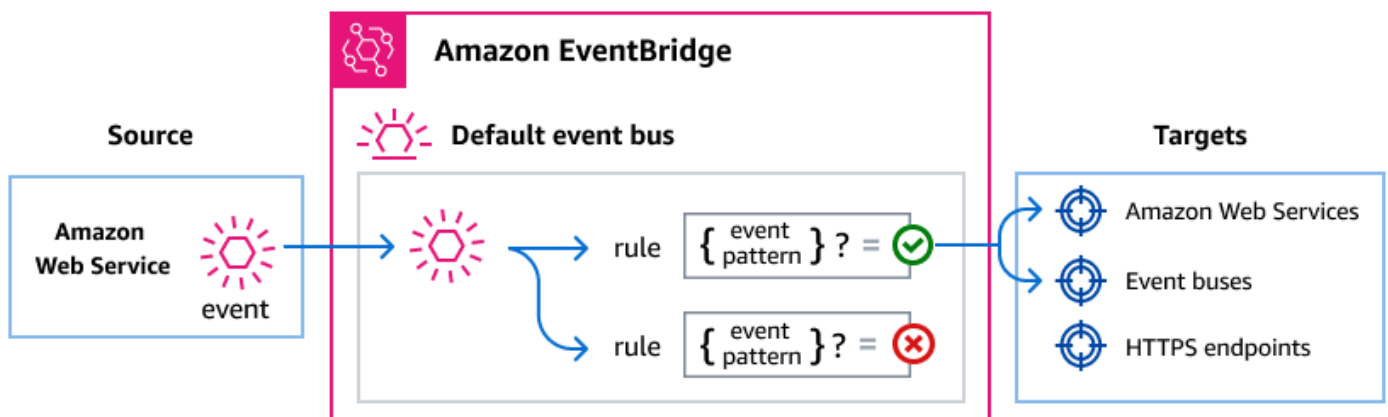 Amazon EventBridge
Source
Default event bus
Targets
Amazon
Web Service
event
rule { event pattern } ? =
rule { event pattern } ? =
Amazon Web Services
Event buses
HTTPS endpoints